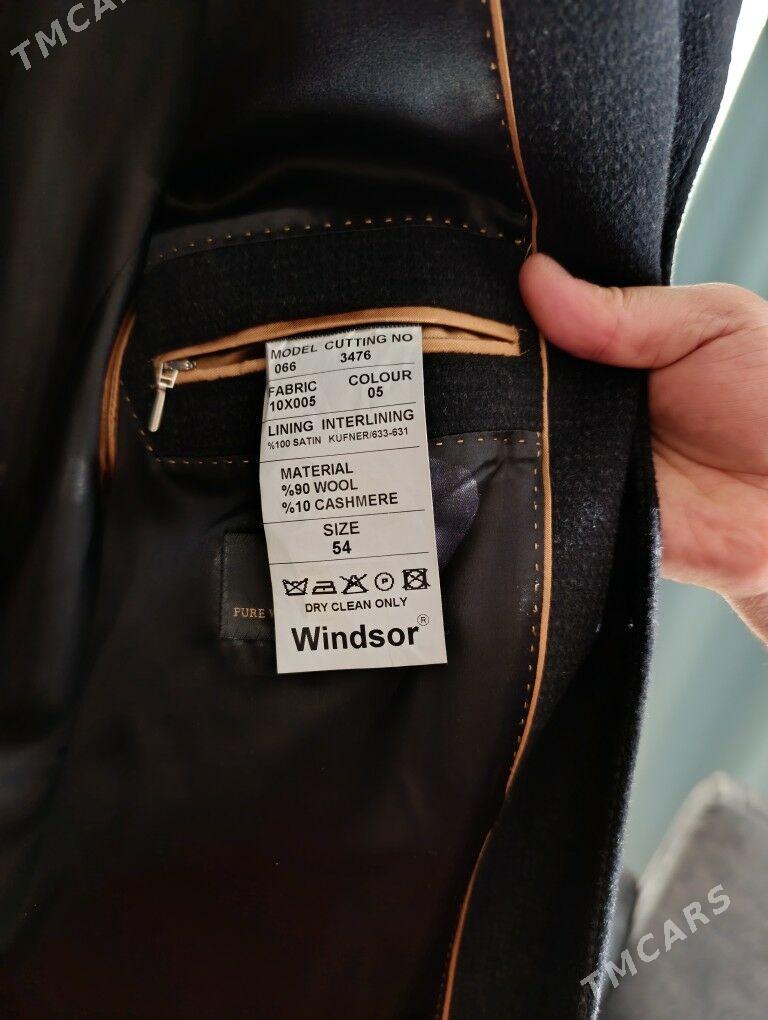 TMCARS
MODEL CUTTING NO
066 3476
FABRIC COLOUR
10X005 05
LINING INTERLINING
%100 SATIN KUFNER/633-631
MATERIAL
%90 WOOL
%10 CASHMERE
SIZE
54
P
DRY CLEAN ONLY
PURE
Windsor®
TMCARS